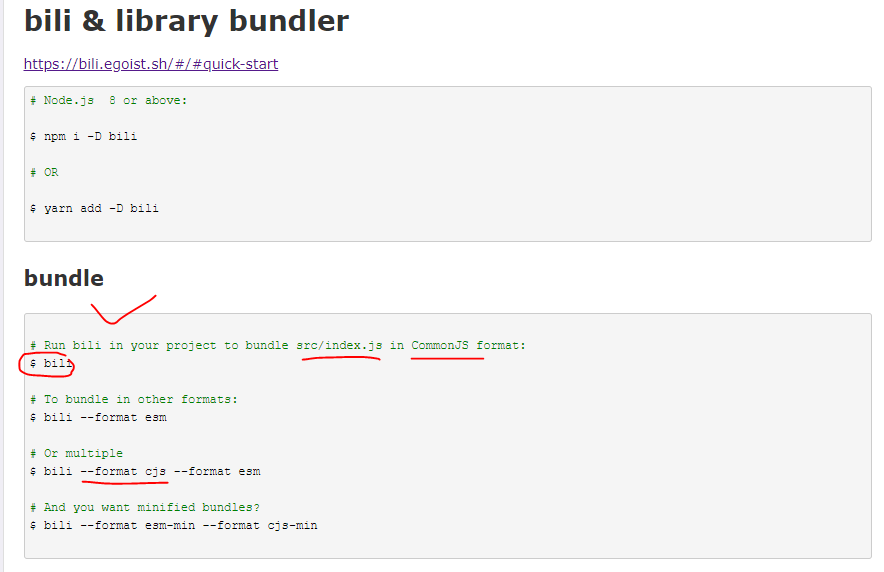 bili & library bundler
https://bili.egoist.sh/#/#quick-start
# Node.js  8 or above:
$ npm i -D bili
# OR
$ yarn add -D bili
bundle
# Run bili in your project to bundle src/index.js in CommonJS format:
$ bili
# To bundle in other formats:
$ bili --format esm
# Or multiple
$ bili --format cjs --format esm
# And you want minified bundles?
$ bili --format esm-min --format cjs-min